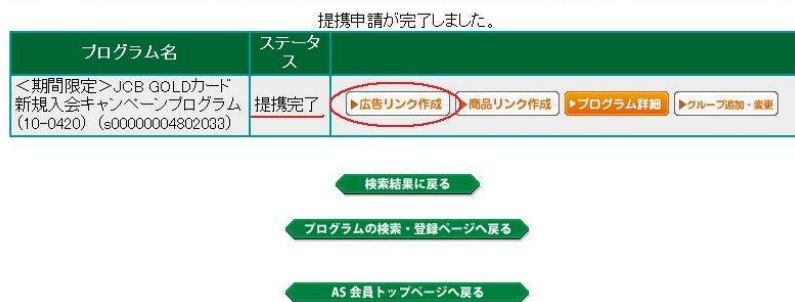 提携申請が完了しました。
プログラム名
ステータ
ス
<期間限定>JCB GOLDカード
新規入会キャンペーンプログラム
(10-0420) (s00000004802033)
提携完了
▶広告リンク作成
▶商品リンク作成
▶プログラム詳細
▶グループ追加・変更
検索結果に戻る
プログラムの検索・登録ページへ戻る
AS 会員トップページへ戻る